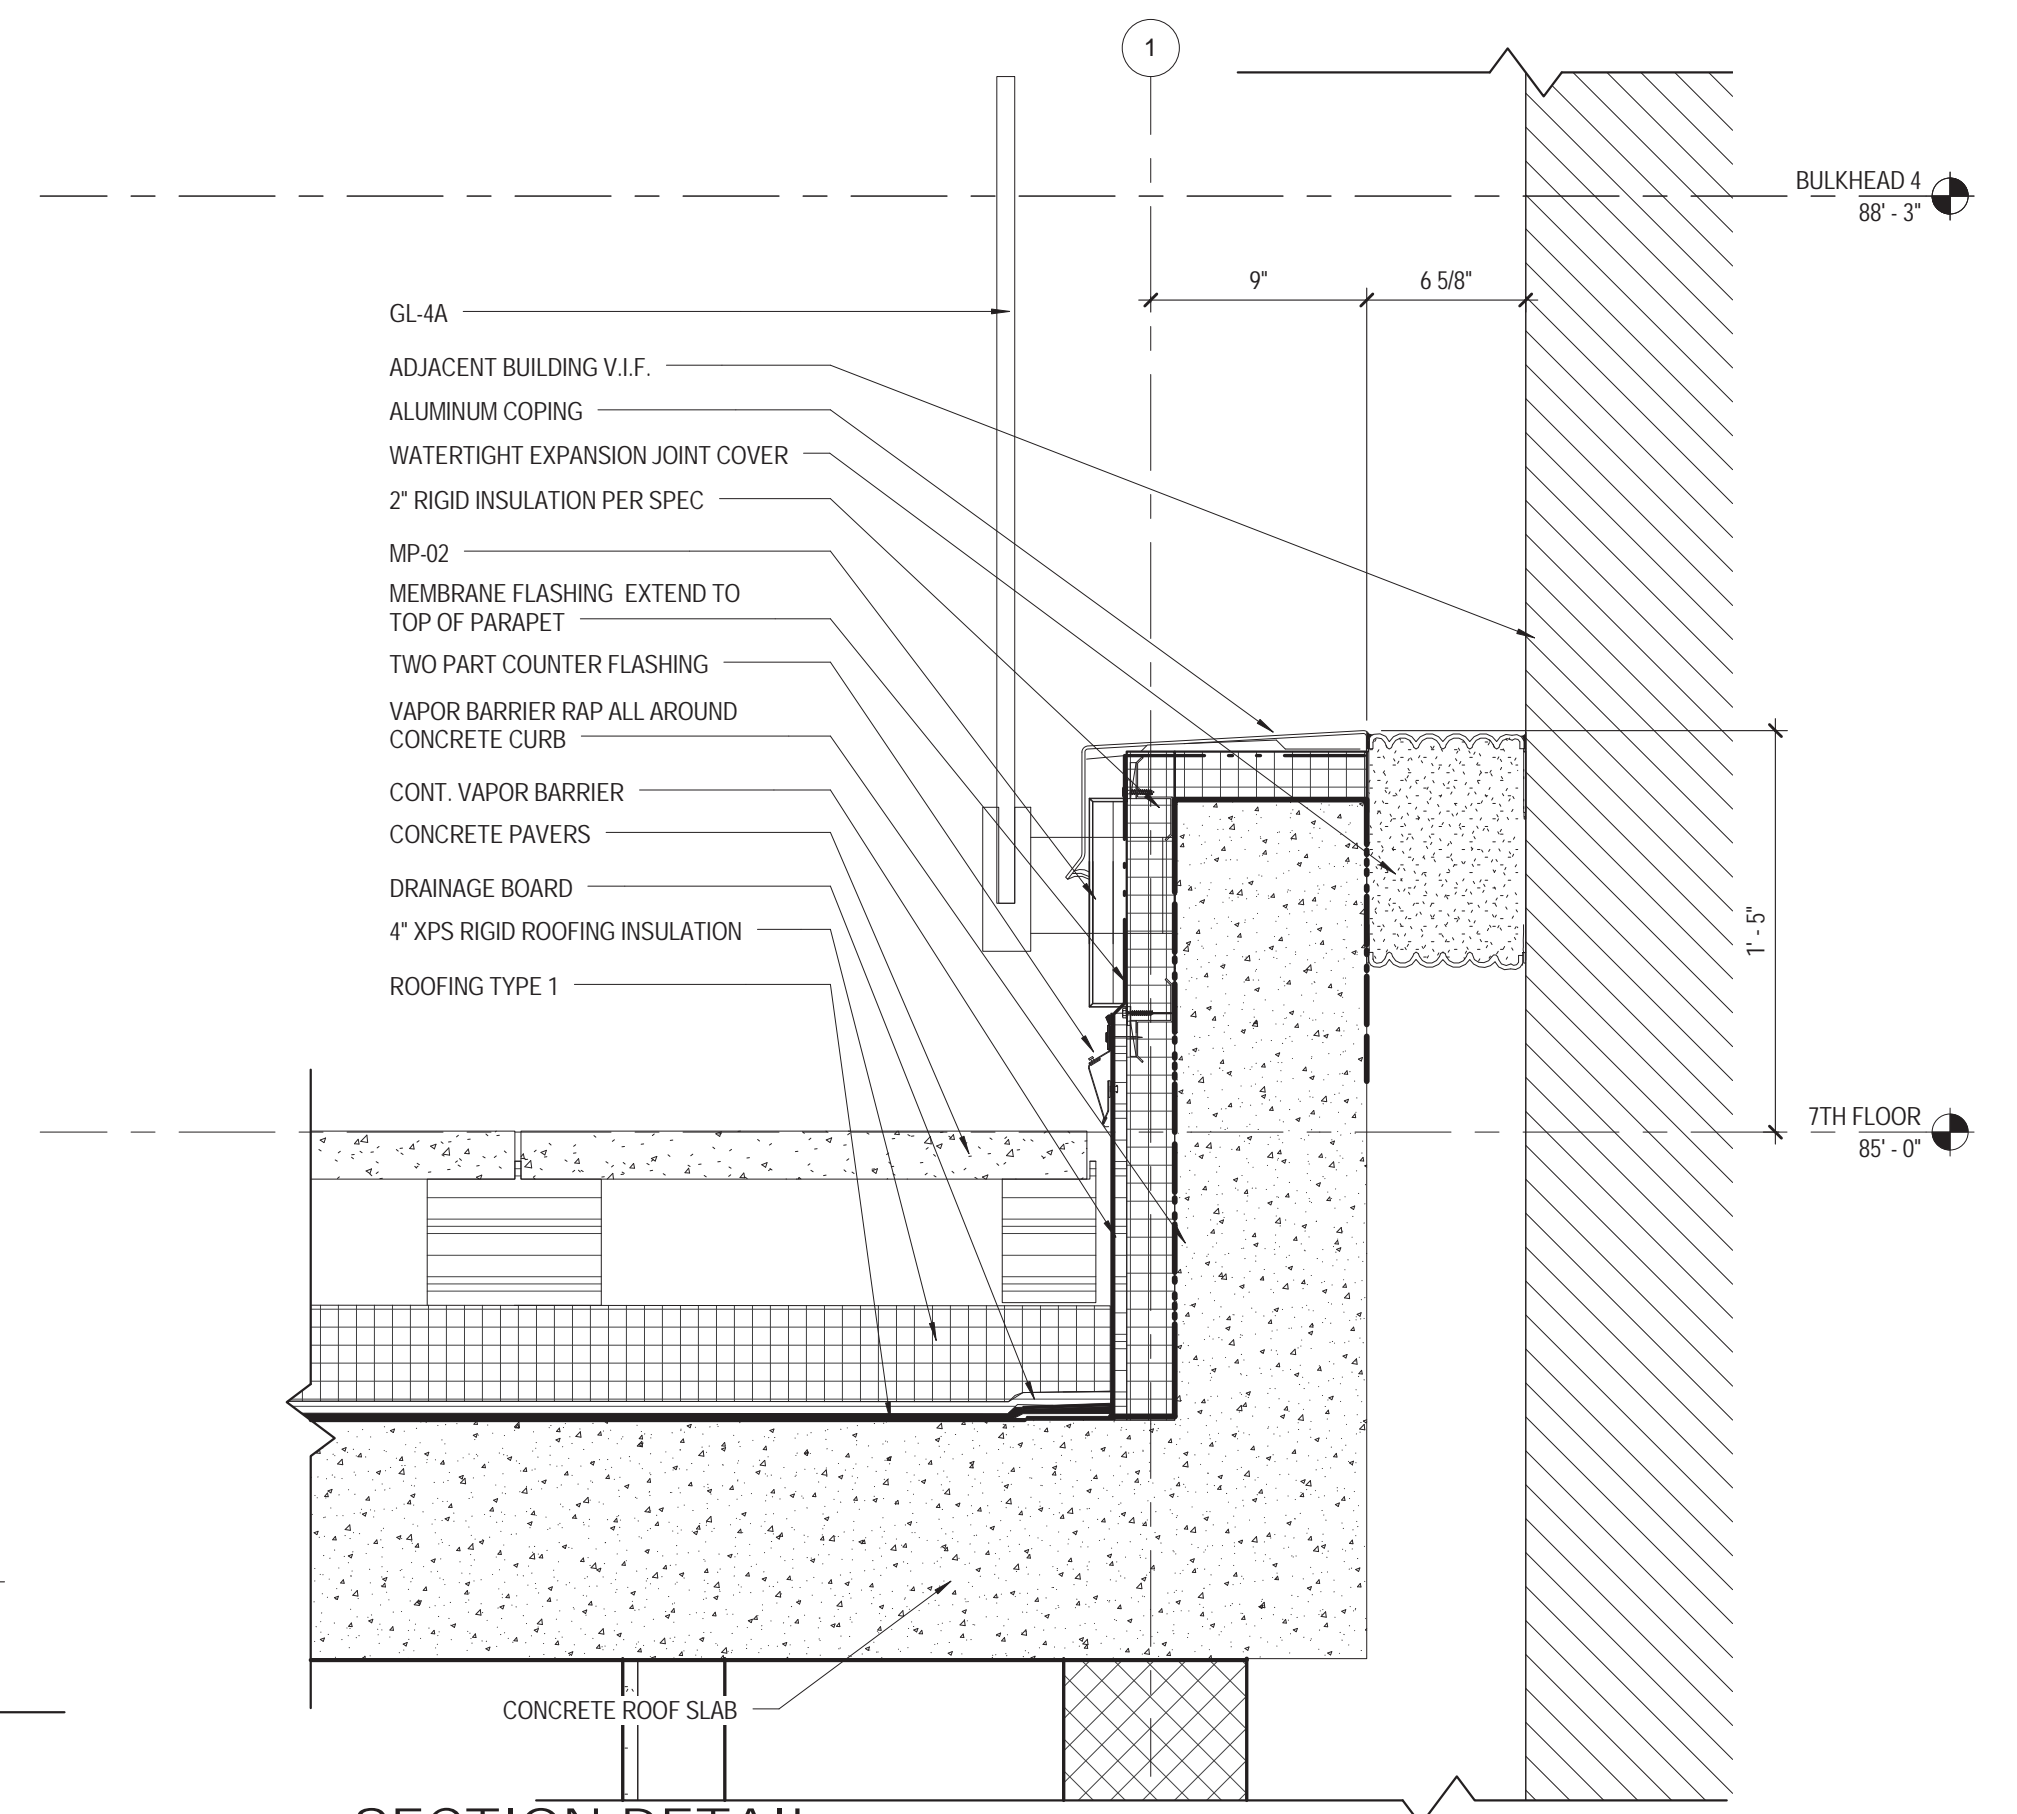 1
BULKHEAD 4
88' - 3"
9"
6 5/8"
GL-4A
ADJACENT BUILDING V.I.F.
ALUMINUM COPING
WATERTIGHT EXPANSION JOINT COVER
2" RIGID INSULATION PER SPEC
MP-02
MEMBRANE FLASHING  EXTEND TO
TOP OF PARAPET
TWO PART COUNTER FLASHING
VAPOR BARRIER RAP ALL AROUND
CONCRETE CURB
CONT. VAPOR BARRIER
CONCRETE PAVERS
DRAINAGE BOARD
4" XPS RIGID ROOFING INSULATION
ROOFING TYPE 1
1' - 5"
7TH FLOOR
85' - 0"
CONCRETE ROOF SLAB
SECTION DETAIL